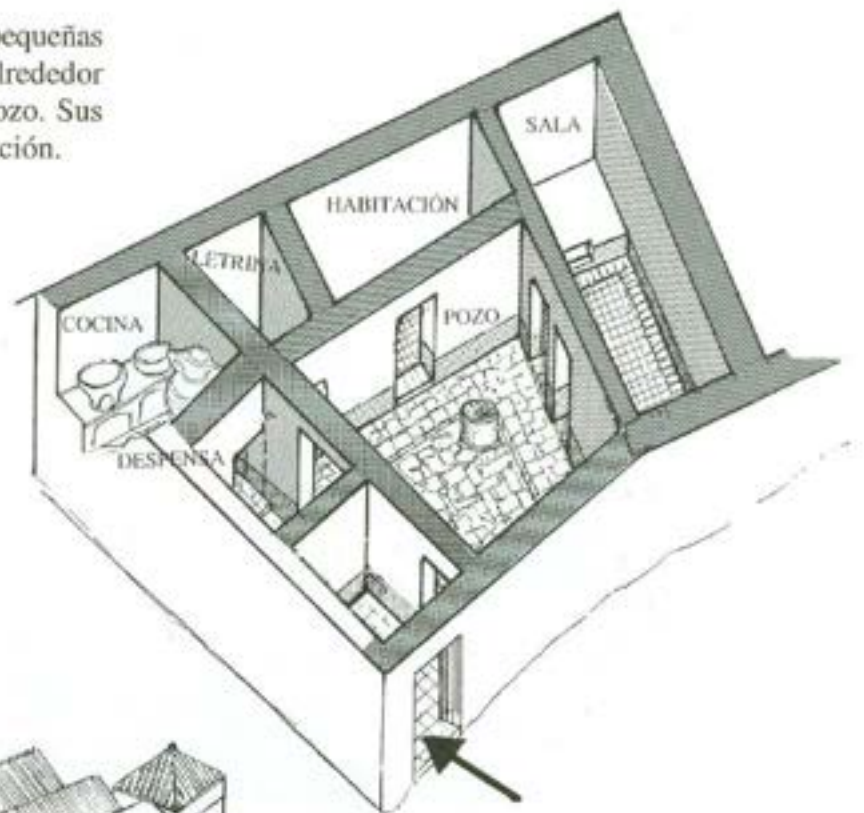 pequeñas
lrededor
ozo. Sus
ción.
SALA
HABITACIÓN
LETRINA
COCINA
POZO
DESPENSA